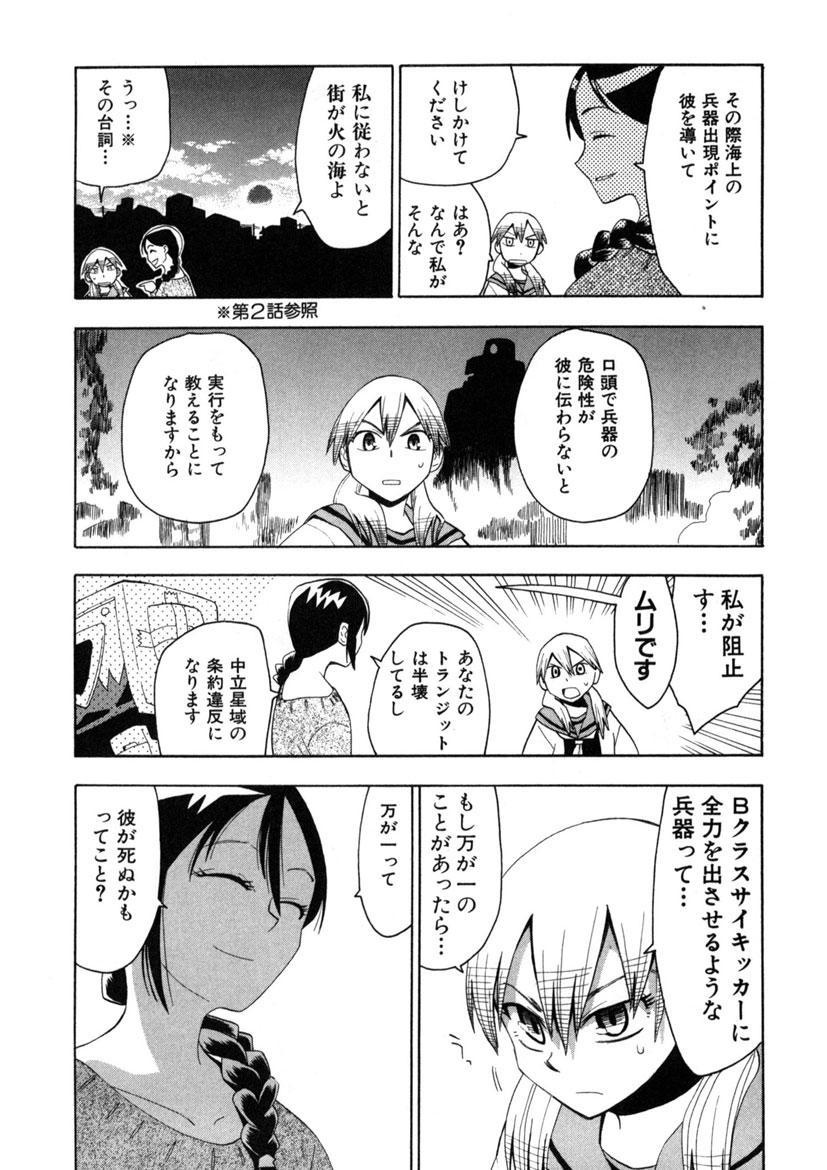 その際海上の
兵器出現ポイントに
彼を導いて
けしかけて
ください
はあ?
なんで私が
そんな
私に従わないと
街が火の海よ
うっ…※
その台詞…
※第2話参照
口頭で兵器の
危険性が
彼に伝わらないと
実行をもって
教えることに
なりますから
私が阻止
す…
ムリです
あなたの
トランジット
は半壊
してるし
中立星域の
条約違反に
なります
Bクラスサイキッカーに
全力を出させるような
兵器って…
もし万が一の
ことがあったら…
万が一って
彼が死ぬかも
ってこと?